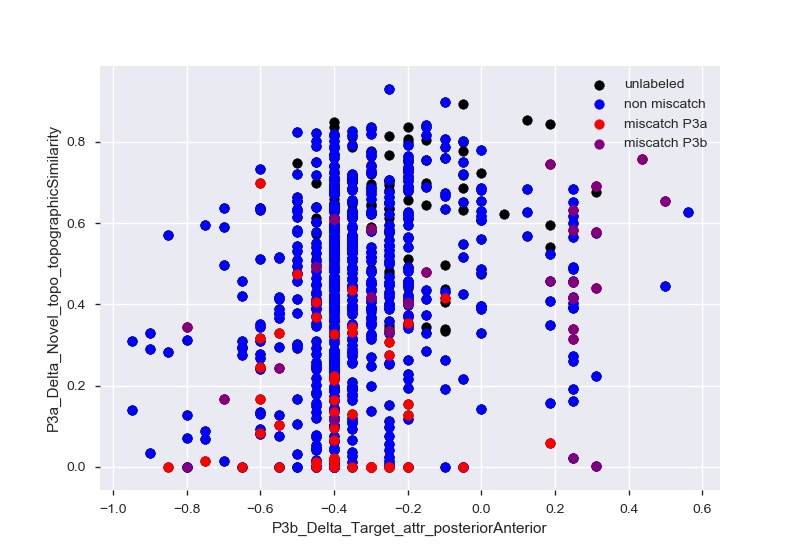 unlabeled
non miscatch
miscatch P3a
miscatch P3b
P3a_Delta_Novel_topo_topographicSimilarity
0.8
0.6
0.4
0.2
0.0
−1.0 −0.8 −0.6 −0.4 −0.2 0.0 0.2 0.4 0.6
P3b_Delta_Target_attr_posteriorAnterior